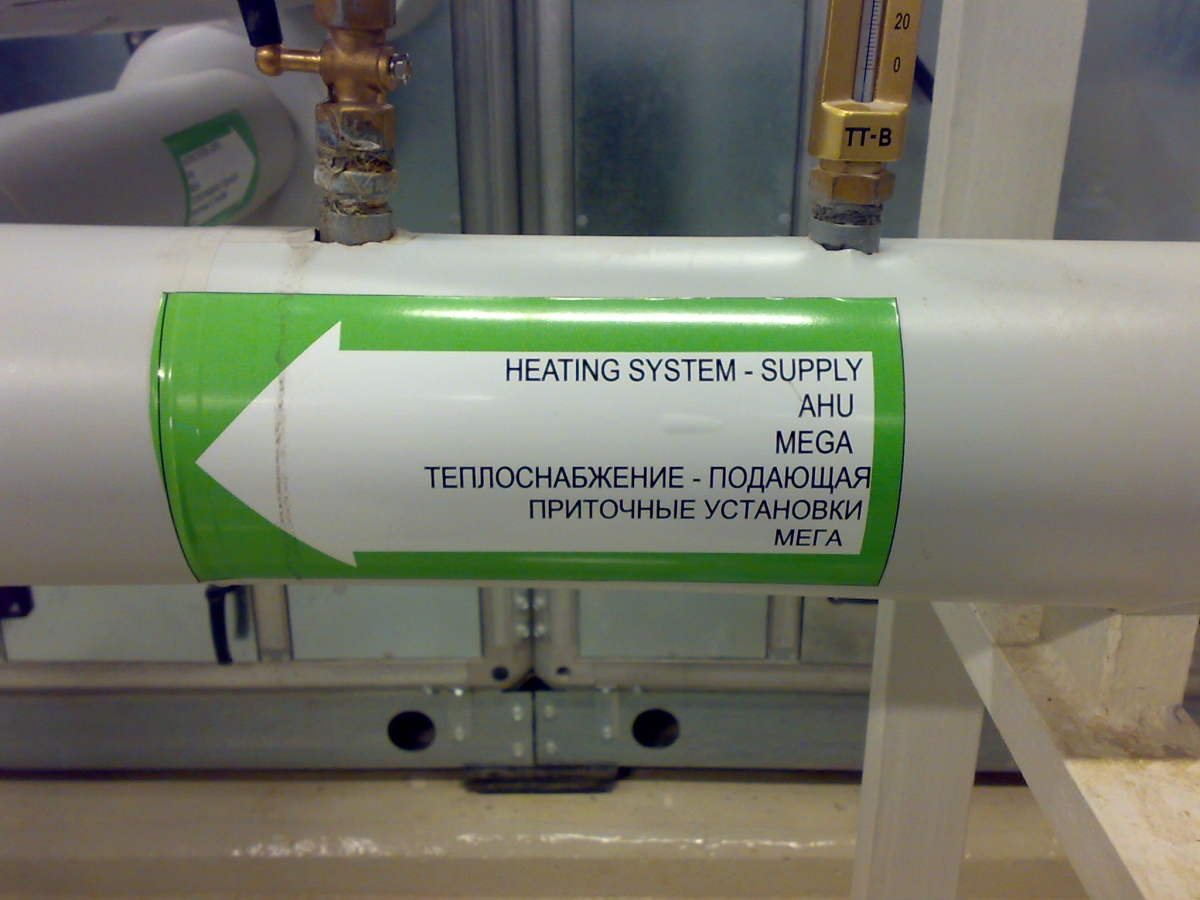 20
0
TT-B
HEATING SYSTEM - SUPPLY
AHU
MEGA
ТЕПЛОСНАБЖЕНИЕ - ПОДАЮЩАЯ
ПРИТОЧНЫЕ УСТАНОВКИ
МЕГА